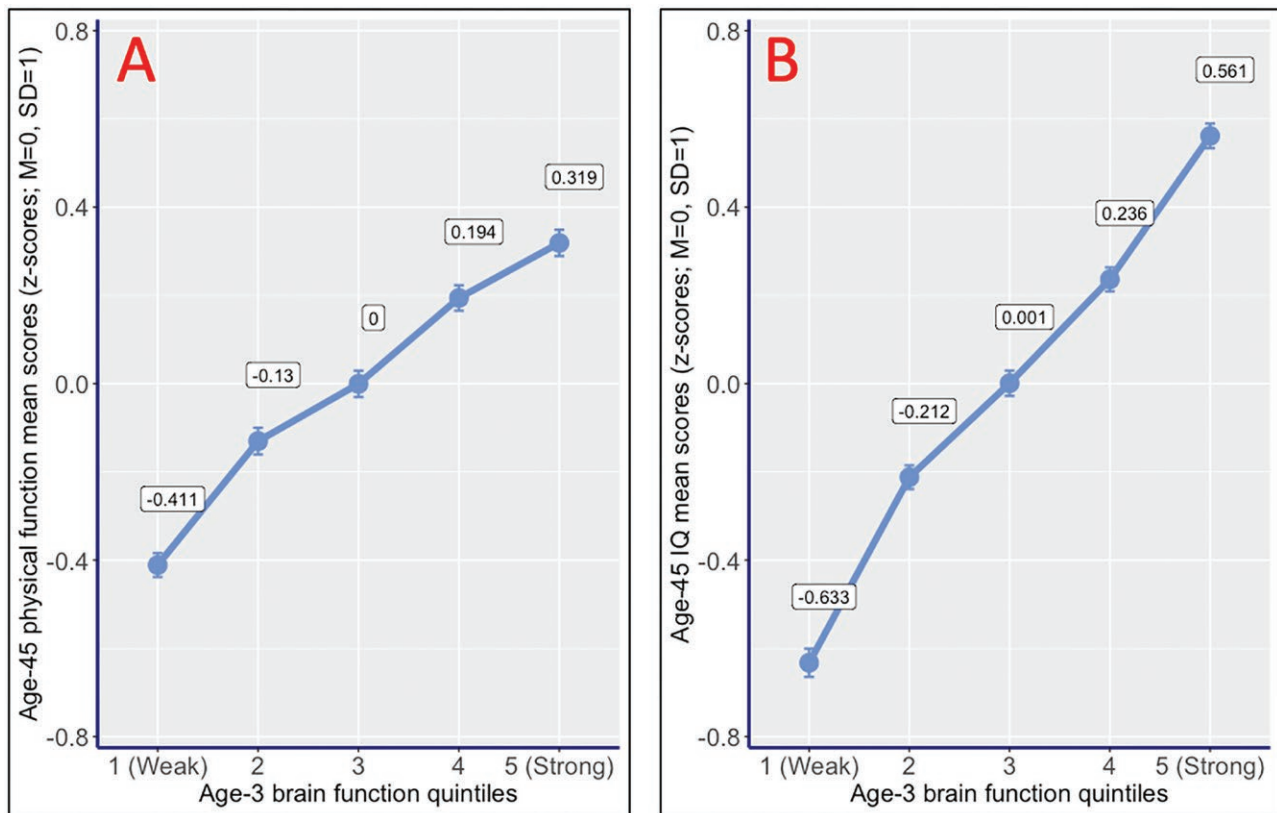 A
Age-45 physical function mean scores (z-scores; M=0, SD=1)
0.8
0.4
0.0
-0.4
-0.8
-0.411
-0.13
0
0.194
0.319
1 (Weak) 2 3 4 5 (Strong)
Age-3 brain function quintiles
B
Age-45 IQ mean scores (z-scores; M=0, SD=1)
0.8
0.4
0.0
-0.4
-0.8
-0.633
-0.212
0.001
0.236
0.561
1 (Weak) 2 3 4 5 (Strong)
Age-3 brain function quintiles